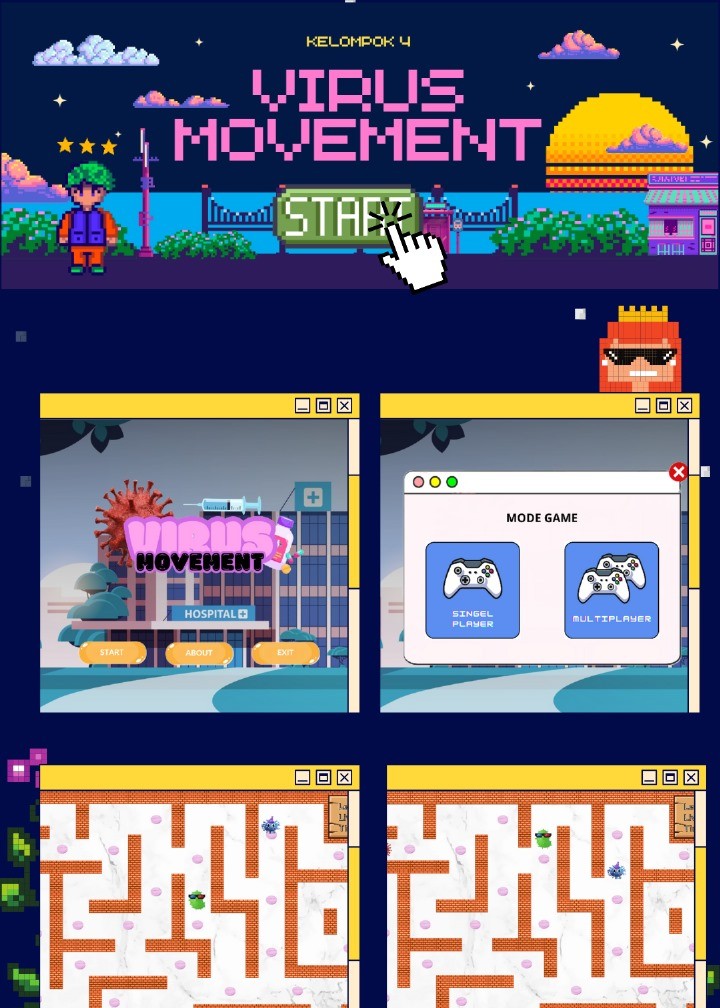 KELOMPOK 4
VIRUS
MOVEMENT
START
VIRUS
MOVEMENT
HOSPITAL
START
ABOUT
EXIT
MODE GAME
SINGEL
PLAYER
MULTIPLAYER